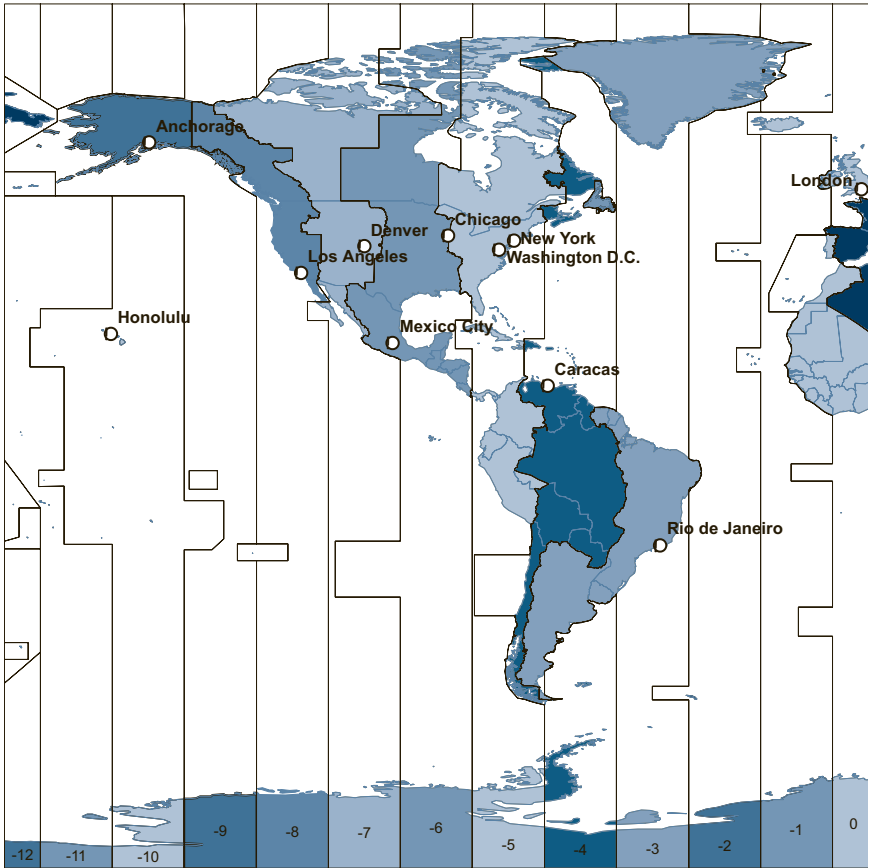 Anchorage
London
Chicago
Denver
New York
Washington D.C.
Los Angeles
Honolulu
Mexico City
Caracas
Rio de Janeiro
-12 -11 -10 -9 -8 -7 -6 -5 -4 -3 -2 -1 0